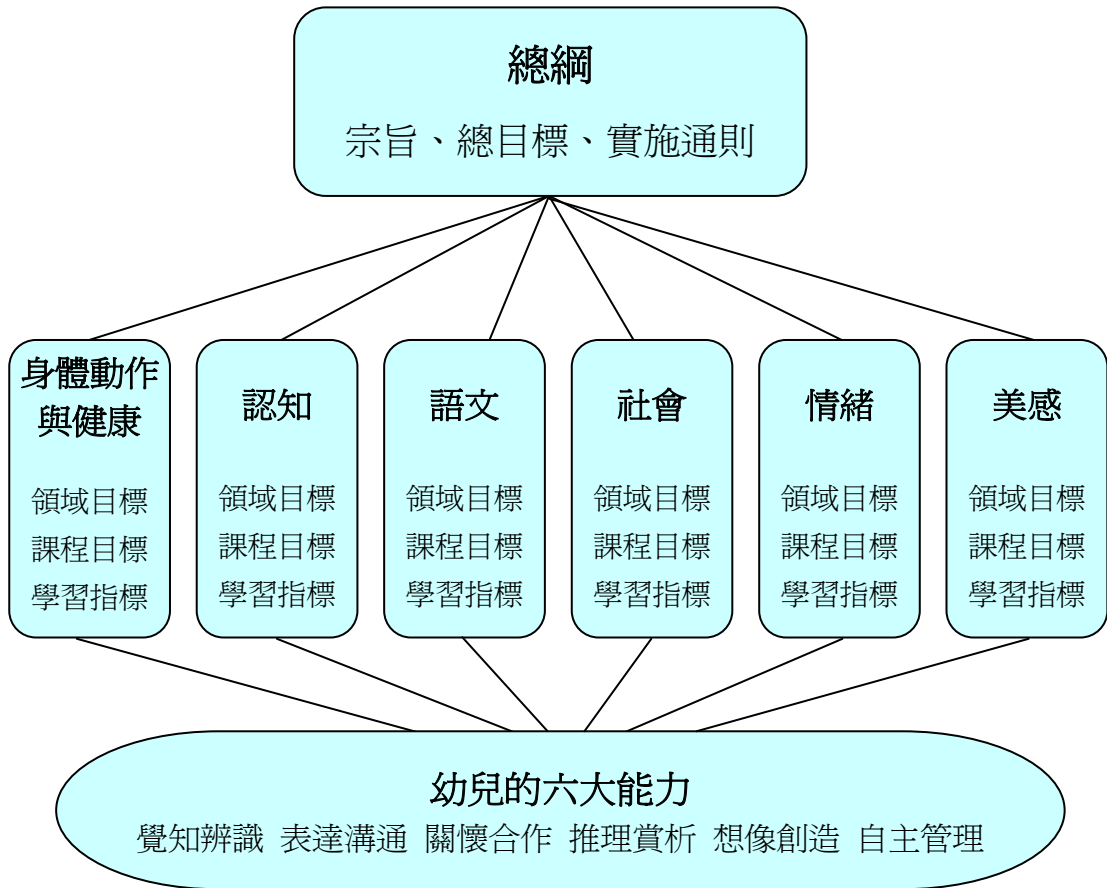 總綱
宗旨、總目標、實施通則
身體動作
與健康
領域目標
課程目標
學習指標
認知
領域目標
課程目標
學習指標
語文
領域目標
課程目標
學習指標
社會
領域目標
課程目標
學習指標
情緒
領域目標
課程目標
學習指標
美感
領域目標
課程目標
學習指標
幼兒的六大能力
覺知辨識 表達溝通 關懷合作 推理賞析 想像創造 自主管理